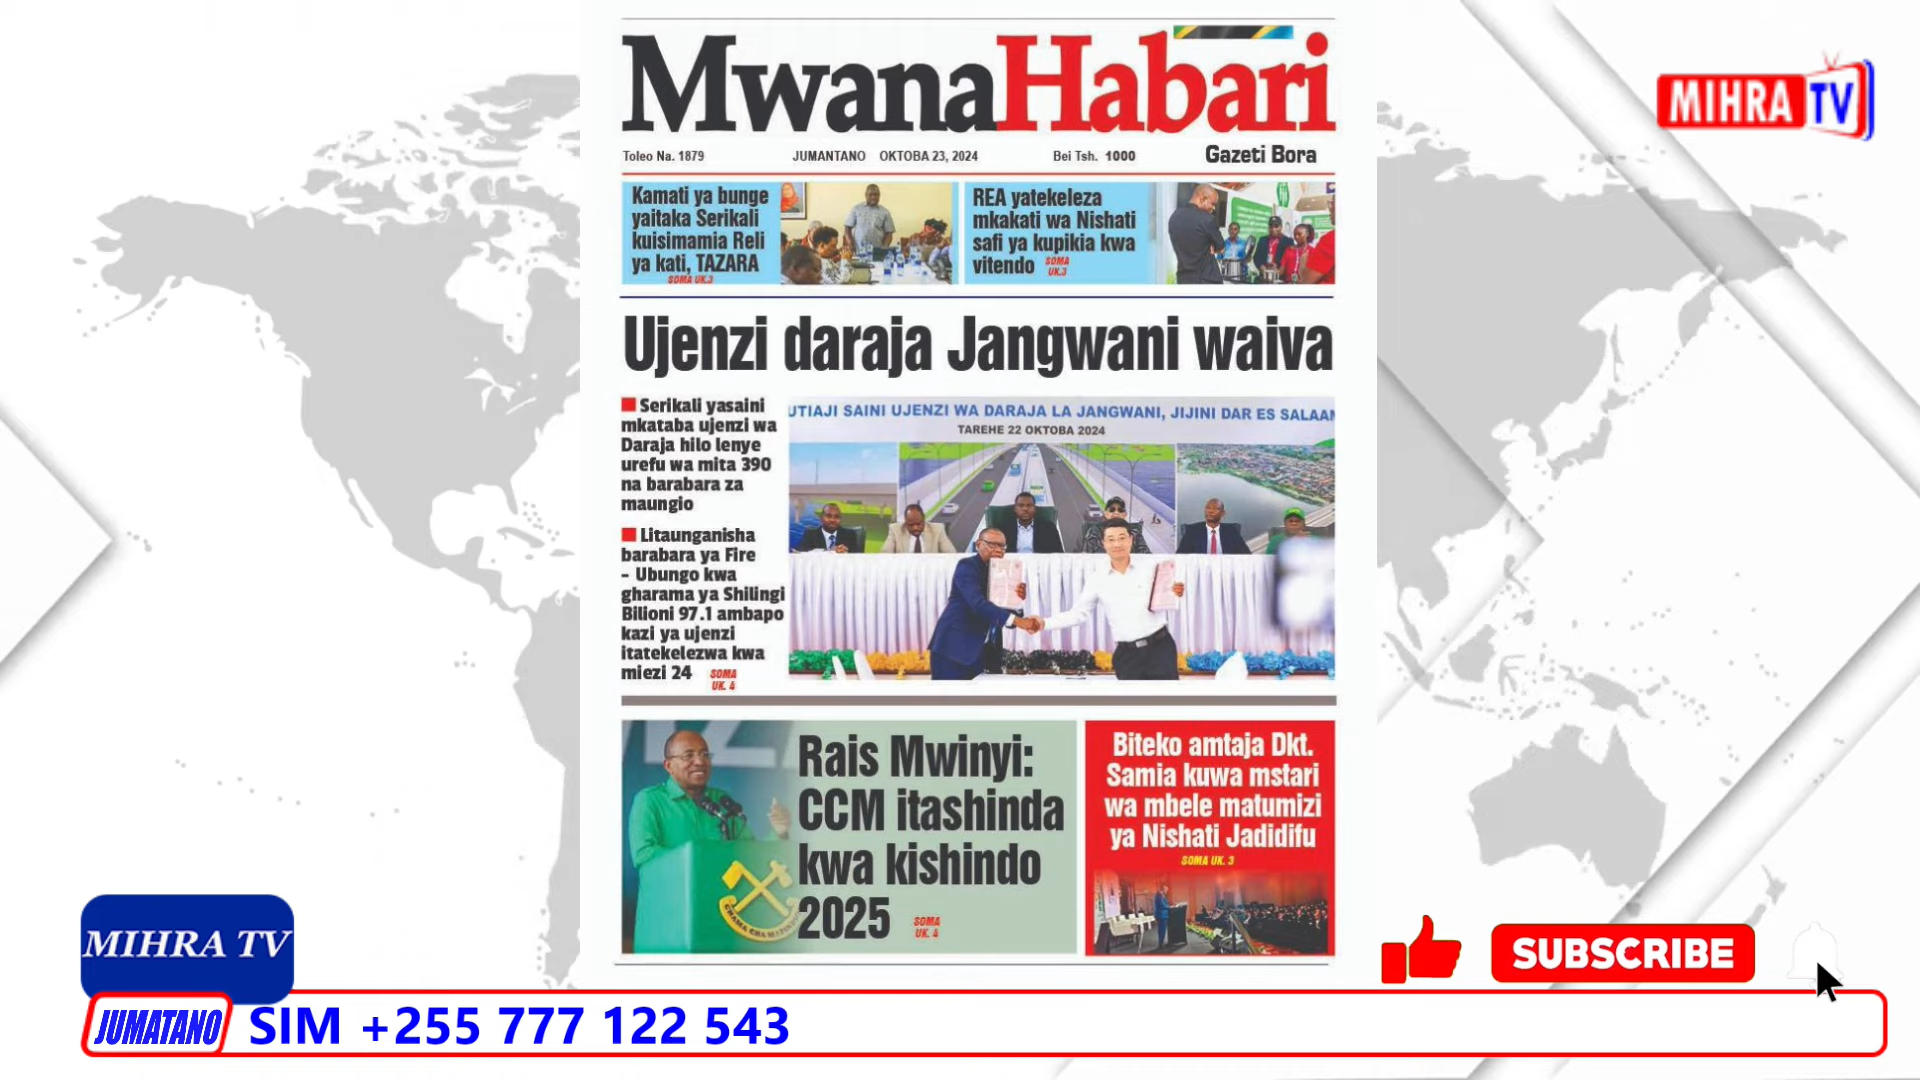 MwanaHabari
Toleo Na. 1879
JUMANTANO OKTOBA 23, 2024
Bei Tsh. 1000
Gazeti Bora
MIHRA TV
Kamati ya bunge
yaitaka Serikali
kuisimamia Reli
ya kati, TAZARA
SOMA UK.3
REA yatekeleza
mkakati wa Nishati
safi ya kupikia kwa
vitendo SOMA
UK.3
Ujenzi daraja Jangwani waiva
Serikali yasaini
mkataba ujenzi wa
Daraja hilo lenye
urefu wa mita 390
na barabara za
maungio
Litaunganisha
barabara ya Fire
– Ubungo kwa
gharama ya Shilingi
Bilioni 97.1 ambapo
kazi ya ujenzi
itatekelezwa kwa
miezi 24 SOMA
UK. 4
UTIAJI SAINI UJENZI WA DARAJA LA JANGWANI, JIJINI DAR ES SALAAM
TAREHE 22 OKTOBA 2024
Rais Mwinyi:
CCM itashinda
kwa kishindo
2025 SOMA
UK. 4
Biteko amtaja Dkt.
Samia kuwa mstari
wa mbele matumizi
ya Nishati Jadidifu
SOMA UK. 3
MIHRA TV
SUBSCRIBE
JUMATANO
SIM +255 777 122 543